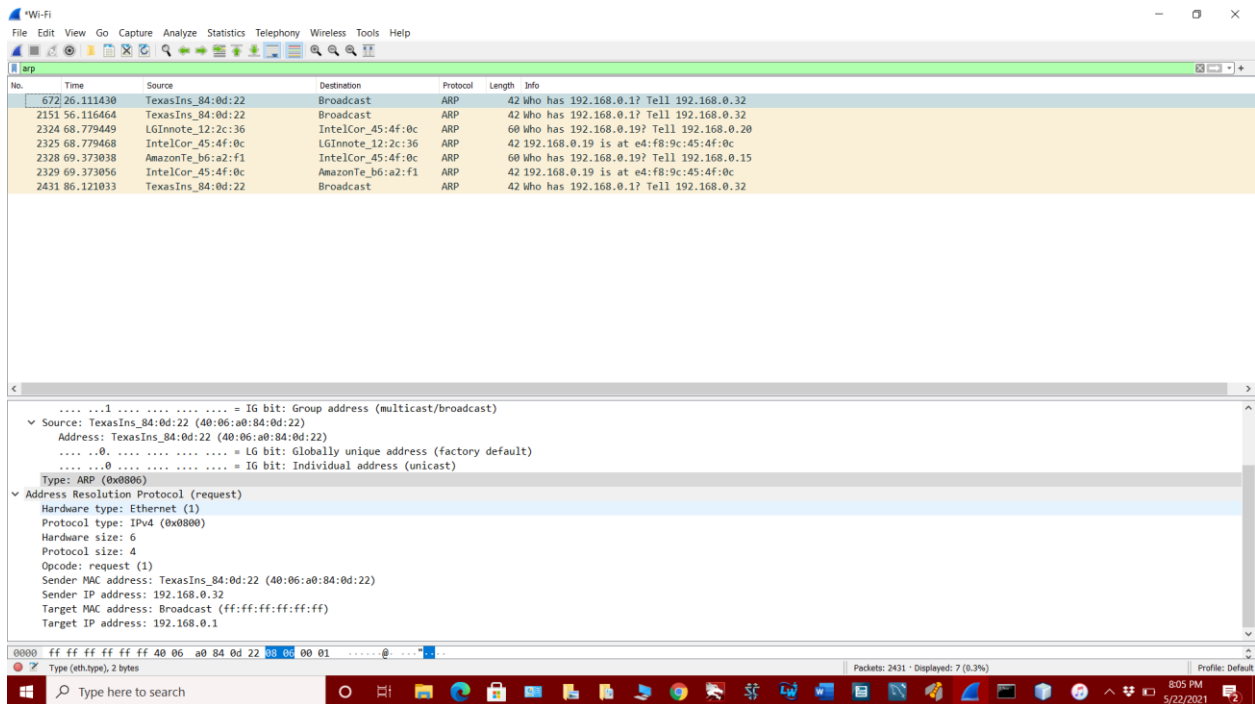 *Wi-Fi
File Edit View Go Capture Analyze Statistics Telephony Wireless Tools Help
arp
No. Time Source Destination Protocol Length Info
672 26.111430 TexasIns_84:0d:22 Broadcast ARP 42 Who has 192.168.0.1? Tell 192.168.0.32
2151 56.116464 TexasIns_84:0d:22 Broadcast ARP 42 Who has 192.168.0.1? Tell 192.168.0.32
2324 68.779449 LGInnote_12:2c:36 IntelCor_45:4f:0c ARP 60 Who has 192.168.0.19? Tell 192.168.0.20
2325 68.779468 IntelCor_45:4f:0c LGInnote_12:2c:36 ARP 42 192.168.0.19 is at e4:f8:9c:45:4f:0c
2328 69.373038 AmazonTe_b6:a2:f1 IntelCor_45:4f:0c ARP 60 Who has 192.168.0.19? Tell 192.168.0.15
2329 69.373056 IntelCor_45:4f:0c AmazonTe_b6:a2:f1 ARP 42 192.168.0.19 is at e4:f8:9c:45:4f:0c
2431 86.121033 TexasIns_84:0d:22 Broadcast ARP 42 Who has 192.168.0.1? Tell 192.168.0.32
.... ...1 .... .... .... .... = IG bit: Group address (multicast/broadcast)
Source: TexasIns_84:0d:22 (40:06:a0:84:0d:22)
Address: TexasIns_84:0d:22 (40:06:a0:84:0d:22)
.... ..0. .... .... .... .... = LG bit: Globally unique address (factory default)
.... ...0 .... .... .... .... = IG bit: Individual address (unicast)
Type: ARP (0x0806)
Address Resolution Protocol (request)
Hardware type: Ethernet (1)
Protocol type: IPv4 (0x0800)
Hardware size: 6
Protocol size: 4
Opcode: request (1)
Sender MAC address: TexasIns_84:0d:22 (40:06:a0:84:0d:22)
Sender IP address: 192.168.0.32
Target MAC address: Broadcast (ff:ff:ff:ff:ff:ff)
Target IP address: 192.168.0.1
0000 ff ff ff ff ff ff 40 06 a0 84 0d 22 08 06 00 01 ······@· ···"····
Type (eth.type), 2 bytes Packets: 2431 · Displayed: 7 (0.3%) Profile: Default
Type here to search 8:05 PM
5/22/2021